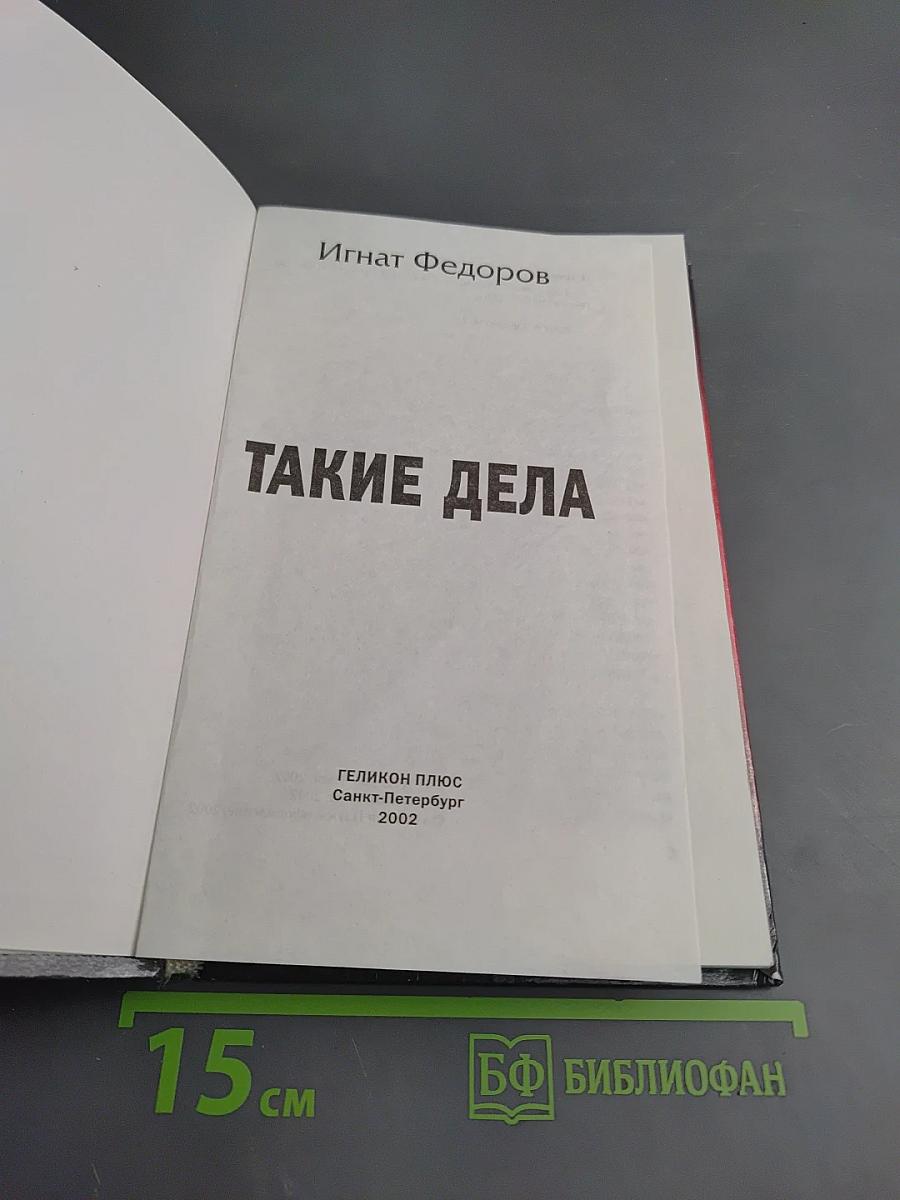 Игнат Федоров
ТАКИЕ ДЕЛА
ГЕЛИКОН ПЛЮС
Санкт-Петербург
2002
15 см
БФ БИБЛИОФАН